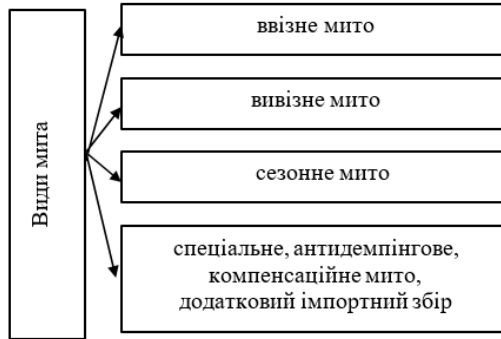 Види мита
ввізне мито
вивізне мито
сезонне мито
спеціальне, антидемпінгове,
компенсаційне мито,
додатковий імпортний збір